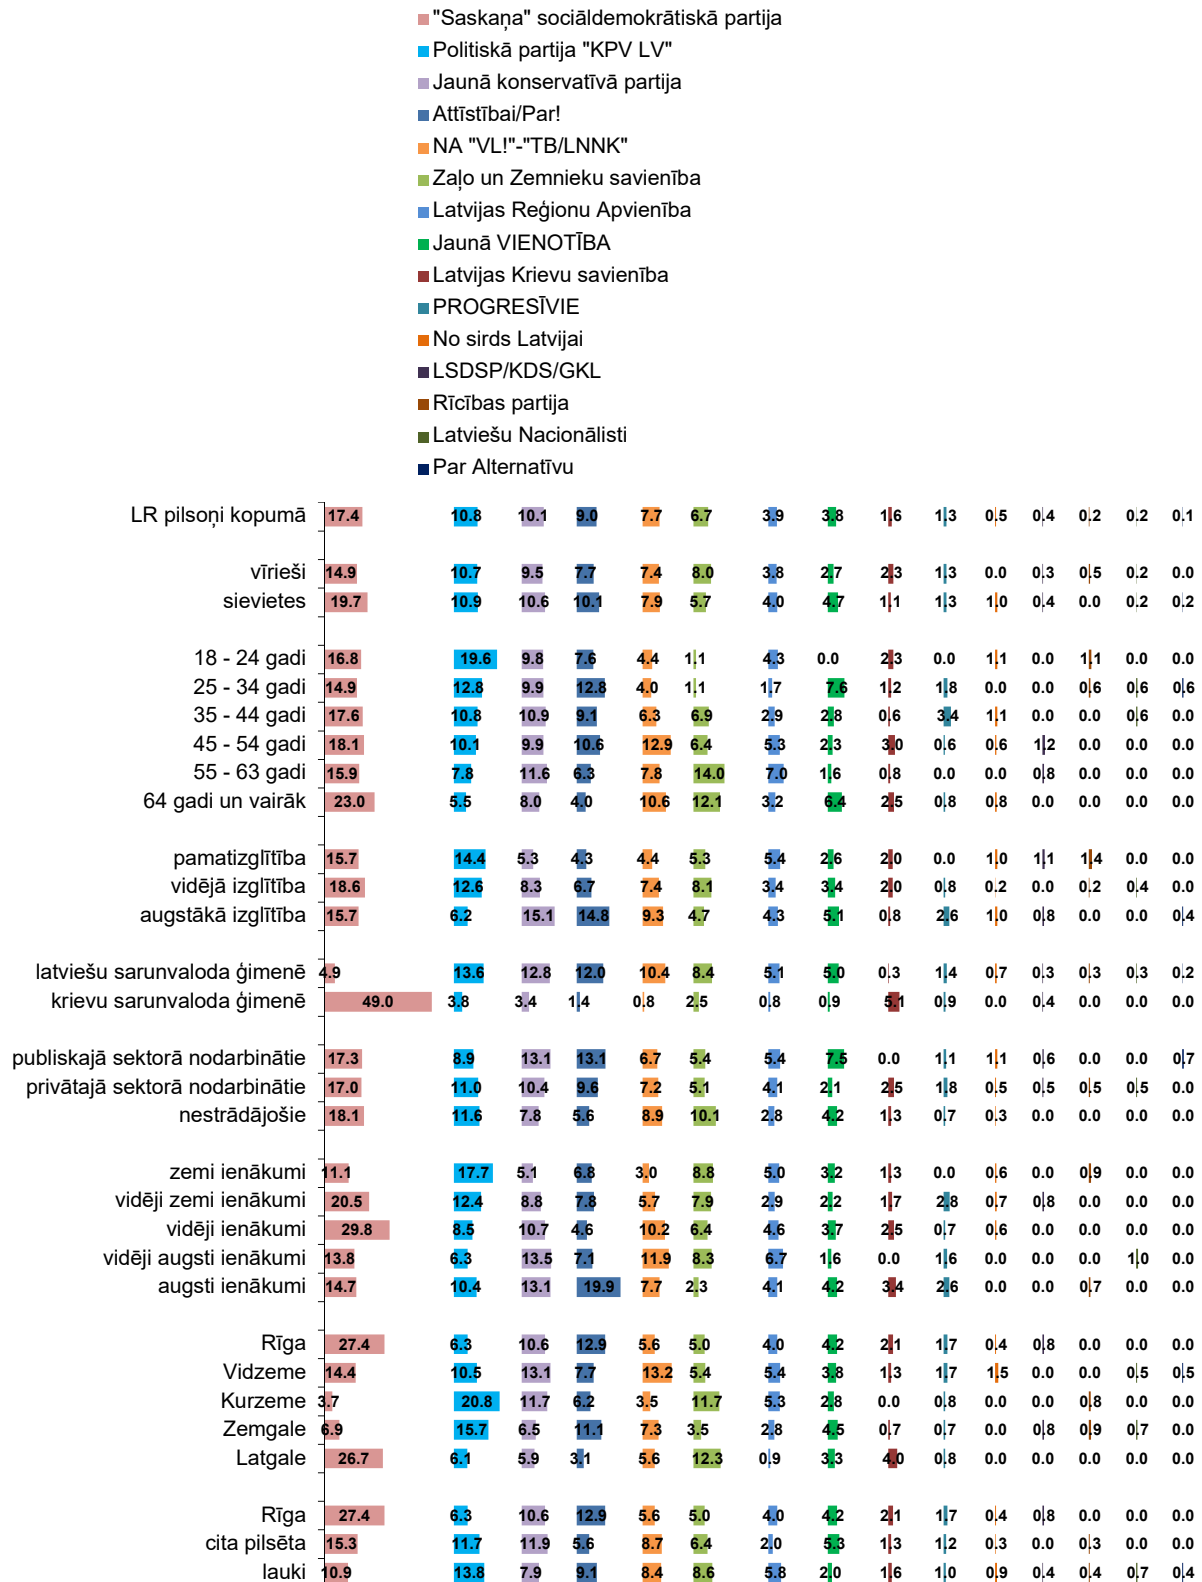 "Saskaņa" sociāldemokrātiskā partija
Politiskā partija "KPV LV"
Jaunā konservatīvā partija
Attīstībai/Par!
NA "VL!"-"TB/LNNK"
Zaļo un Zemnieku savienība
Latvijas Reģionu Apvienība
Jaunā VIENOTĪBA
Latvijas Krievu savienība
PROGRESĪVIE
No sirds Latvijai
LSDSP/KDS/GKL
Rīcības partija
Latviešu Nacionālisti
Par Alternatīvu
LR pilsoņi kopumā 17.4 10.8 10.1 9.0 7.7 6.7 3.9 3.8 1.6 1.3 0.5 0.4 0.2 0.2 0.1
vīrieši 14.9 10.7 9.5 7.7 7.4 8.0 3.8 2.7 2.3 1.3 0.0 0.3 0.5 0.2 0.0
sievietes 19.7 10.9 10.6 10.1 7.9 5.7 4.0 4.7 1.1 1.3 1.0 0.4 0.0 0.2 0.2
18 - 24 gadi 16.8 19.6 9.8 7.6 4.4 1.1 4.3 0.0 2.3 0.0 1.1 0.0 1.1 0.0 0.0
25 - 34 gadi 14.9 12.8 9.9 12.8 4.0 1.1 1.7 7.6 1.2 1.8 0.0 0.0 0.6 0.6 0.6
35 - 44 gadi 17.6 10.8 10.9 9.1 6.3 6.9 2.9 2.8 0.6 3.4 1.1 0.0 0.0 0.6 0.0
45 - 54 gadi 18.1 10.1 9.9 10.6 12.9 6.4 5.3 2.3 3.0 0.6 0.6 1.2 0.0 0.0 0.0
55 - 63 gadi 15.9 7.8 11.6 6.3 7.8 14.0 7.0 1.6 0.8 0.0 0.0 0.8 0.0 0.0 0.0
64 gadi un vairāk 23.0 5.5 8.0 4.0 10.6 12.1 3.2 6.4 2.5 0.8 0.8 0.0 0.0 0.0 0.0
pamatizglītība 15.7 14.4 5.3 4.3 4.4 5.3 5.4 2.6 2.0 0.0 1.0 1.1 1.4 0.0 0.0
vidējā izglītība 18.6 12.6 8.3 6.7 7.4 8.1 3.4 3.4 2.0 0.8 0.2 0.0 0.2 0.4 0.0
augstākā izglītība 15.7 6.2 15.1 14.8 9.3 4.7 4.3 5.1 0.8 2.6 1.0 0.8 0.0 0.0 0.4
latviešu sarunvaloda ģimenē 4.9 13.6 12.8 12.0 10.4 8.4 5.1 5.0 0.3 1.4 0.7 0.3 0.3 0.3 0.2
krievu sarunvaloda ģimenē 49.0 3.8 3.4 1.4 0.8 2.5 0.8 0.9 5.1 0.9 0.0 0.4 0.0 0.0 0.0
publiskajā sektorā nodarbinātie 17.3 8.9 13.1 13.1 6.7 5.4 5.4 7.5 0.0 1.1 1.1 0.6 0.0 0.0 0.7
privātajā sektorā nodarbinātie 17.0 11.0 10.4 9.6 7.2 5.1 4.1 2.1 2.5 1.8 0.5 0.5 0.5 0.5 0.0
nestrādājošie 18.1 11.6 7.8 5.6 8.9 10.1 2.8 4.2 1.3 0.7 0.3 0.0 0.0 0.0 0.0
zemi ienākumi 11.1 17.7 5.1 6.8 3.0 8.8 5.0 3.2 1.3 0.0 0.6 0.0 0.9 0.0 0.0
vidēji zemi ienākumi 20.5 12.4 8.8 7.8 5.7 7.9 2.9 2.2 1.7 2.8 0.7 0.8 0.0 0.0 0.0
vidēji ienākumi 29.8 8.5 10.7 4.6 10.2 6.4 4.6 3.7 2.5 0.7 0.6 0.0 0.0 0.0 0.0
vidēji augsti ienākumi 13.8 6.3 13.5 7.1 11.9 8.3 6.7 1.6 0.0 1.6 0.0 0.0 0.0 1.0 0.0
augsti ienākumi 14.7 10.4 13.1 19.9 7.7 2.3 4.1 4.2 3.4 2.6 0.0 0.0 0.7 0.0 0.0
Rīga 27.4 6.3 10.6 12.9 5.6 5.0 4.0 4.2 2.1 1.7 0.4 0.8 0.0 0.0 0.0
Vidzeme 14.4 10.5 13.1 7.7 13.2 5.4 5.4 3.8 1.3 1.7 1.5 0.0 0.0 0.5 0.5
Kurzeme 3.7 20.8 11.7 6.2 3.5 11.7 5.3 2.8 0.0 0.8 0.0 0.0 0.8 0.0 0.0
Zemgale 6.9 15.7 6.5 11.1 7.3 3.5 2.8 4.5 0.7 0.7 0.0 0.8 0.9 0.7 0.0
Latgale 26.7 6.1 5.9 3.1 5.6 12.3 0.9 3.3 4.0 0.8 0.0 0.0 0.0 0.0 0.0
Rīga 27.4 6.3 10.6 12.9 5.6 5.0 4.0 4.2 2.1 1.7 0.4 0.8 0.0 0.0 0.0
cita pilsēta 15.3 11.7 11.9 5.6 8.7 6.4 2.0 5.3 1.3 1.2 0.3 0.0 0.3 0.0 0.0
lauki 10.9 13.8 7.9 9.1 8.4 8.6 5.8 2.0 1.6 1.0 0.9 0.4 0.4 0.7 0.4